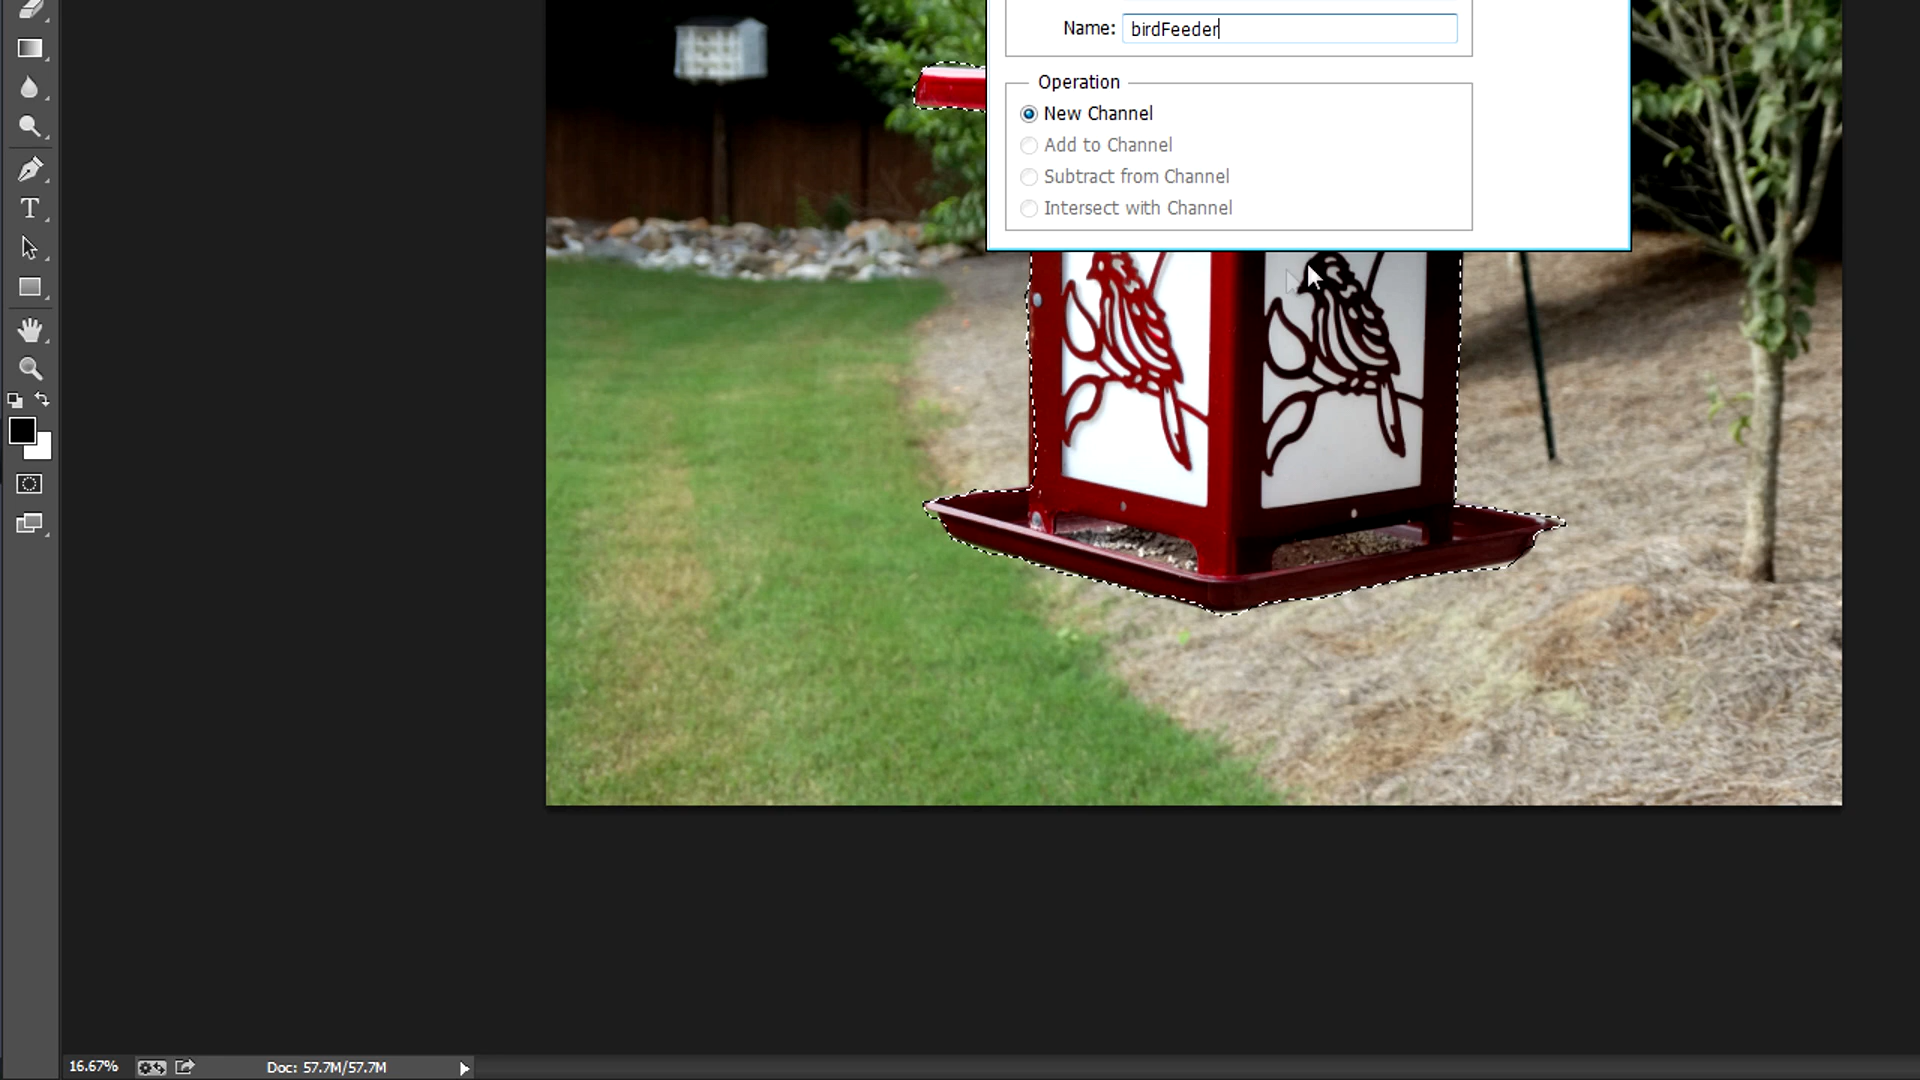 Name: birdFeeder
Operation
New Channel
Add to Channel
Subtract from Channel
Intersect with Channel
16.67%
Doc: 57.7M/57.7M